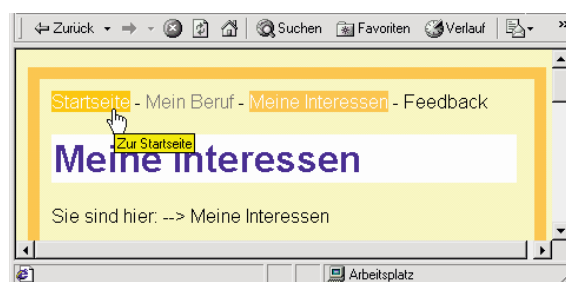 Zurück Suchen Favoriten Verlauf »
Startseite - Mein Beruf - Meine Interessen - Feedback
Zur Startseite
Meine Interessen
Sie sind hier: --> Meine Interessen
Arbeitsplatz